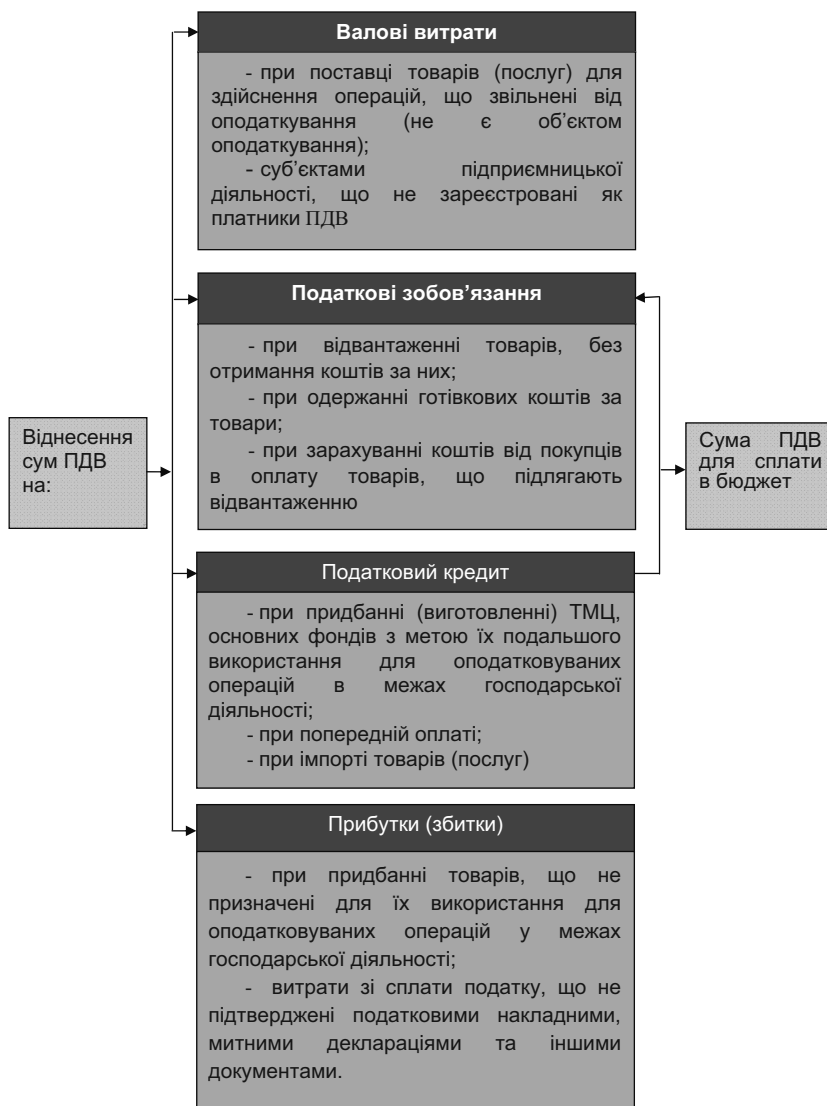 Валові витрати
- при поставці товарів (послуг) для
здійснення операцій, що звільнені від
оподаткування (не є об’єктом
оподаткування);
- суб’єктами підприємницької
діяльності, що не зареєстровані як
платники ПДВ
Податкові зобов’язання
- при відвантаженні товарів, без
отримання коштів за них;
- при одержанні готівкових коштів за
товари;
- при зарахуванні коштів від покупців
в оплату товарів, що підлягають
відвантаженню
Віднесення
сум ПДВ
на:
Сума ПДВ
для сплати
в бюджет
Податковий кредит
- при придбанні (виготовленні) ТМЦ,
основних фондів з метою їх подальшого
використання для оподатковуваних
операцій в межах господарської
діяльності;
- при попередній оплаті;
- при імпорті товарів (послуг)
Прибутки (збитки)
- при придбанні товарів, що не
призначені для їх використання для
оподатковуваних операцій у межах
господарської діяльності;
- витрати зі сплати податку, що не
підтверджені податковими накладними,
митними деклараціями та іншими
документами.